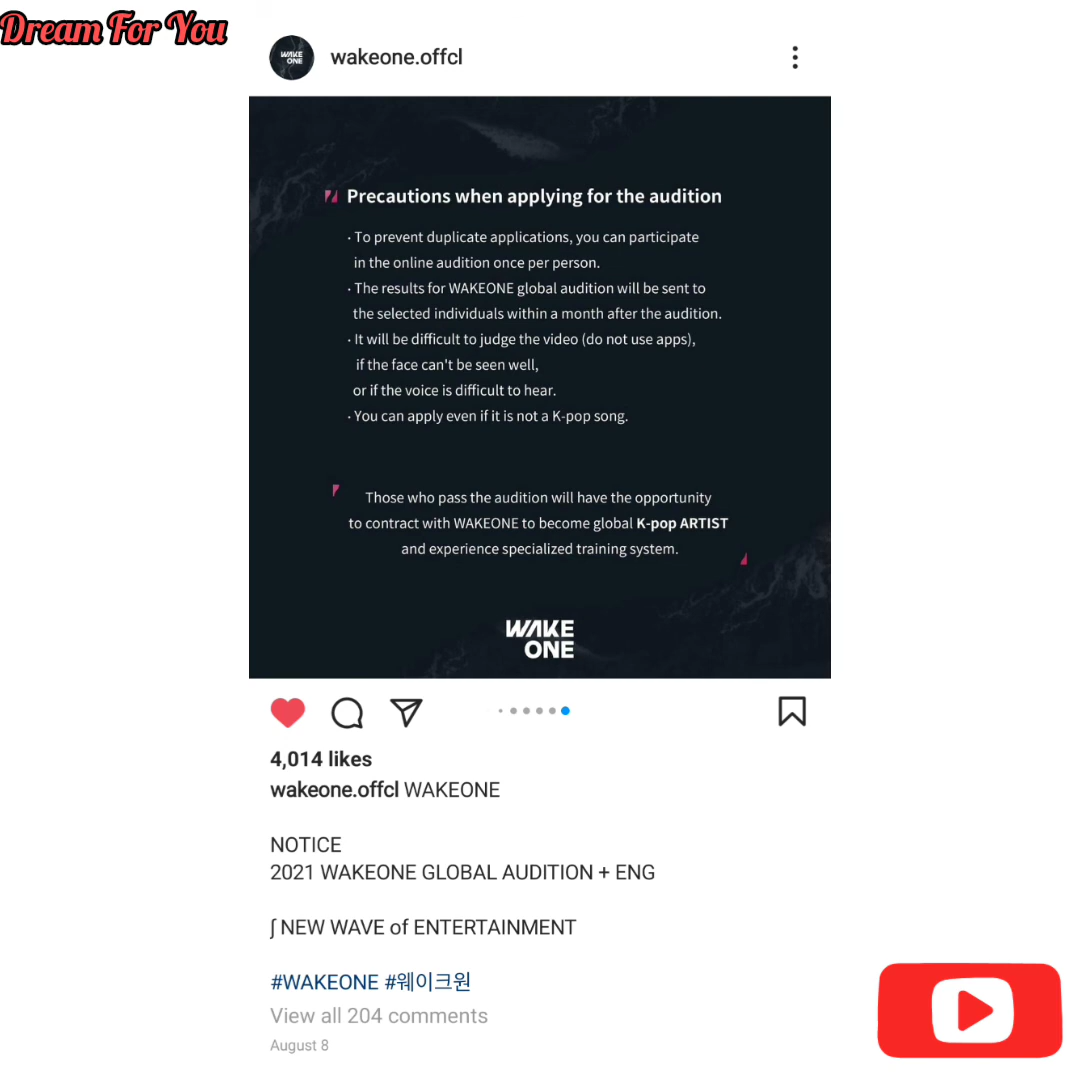 Dream For You
WAKE
ONE
wakeone.offcl
Precautions when applying for the audition
· To prevent duplicate applications, you can participate
in the online audition once per person.
· The results for WAKEONE global audition will be sent to
the selected individuals within a month after the audition.
· It will be difficult to judge the video (do not use apps),
if the face can't be seen well,
or if the voice is difficult to hear.
· You can apply even if it is not a K-pop song.
Those who pass the audition will have the opportunity
to contract with WAKEONE to become global K-pop ARTIST
and experience specialized training system.
WAKE
ONE
4,014 likes
wakeone.offcl WAKEONE
NOTICE
2021 WAKEONE GLOBAL AUDITION + ENG
∫ NEW WAVE of ENTERTAINMENT
#WAKEONE #웨이크원
View all 204 comments
August 8